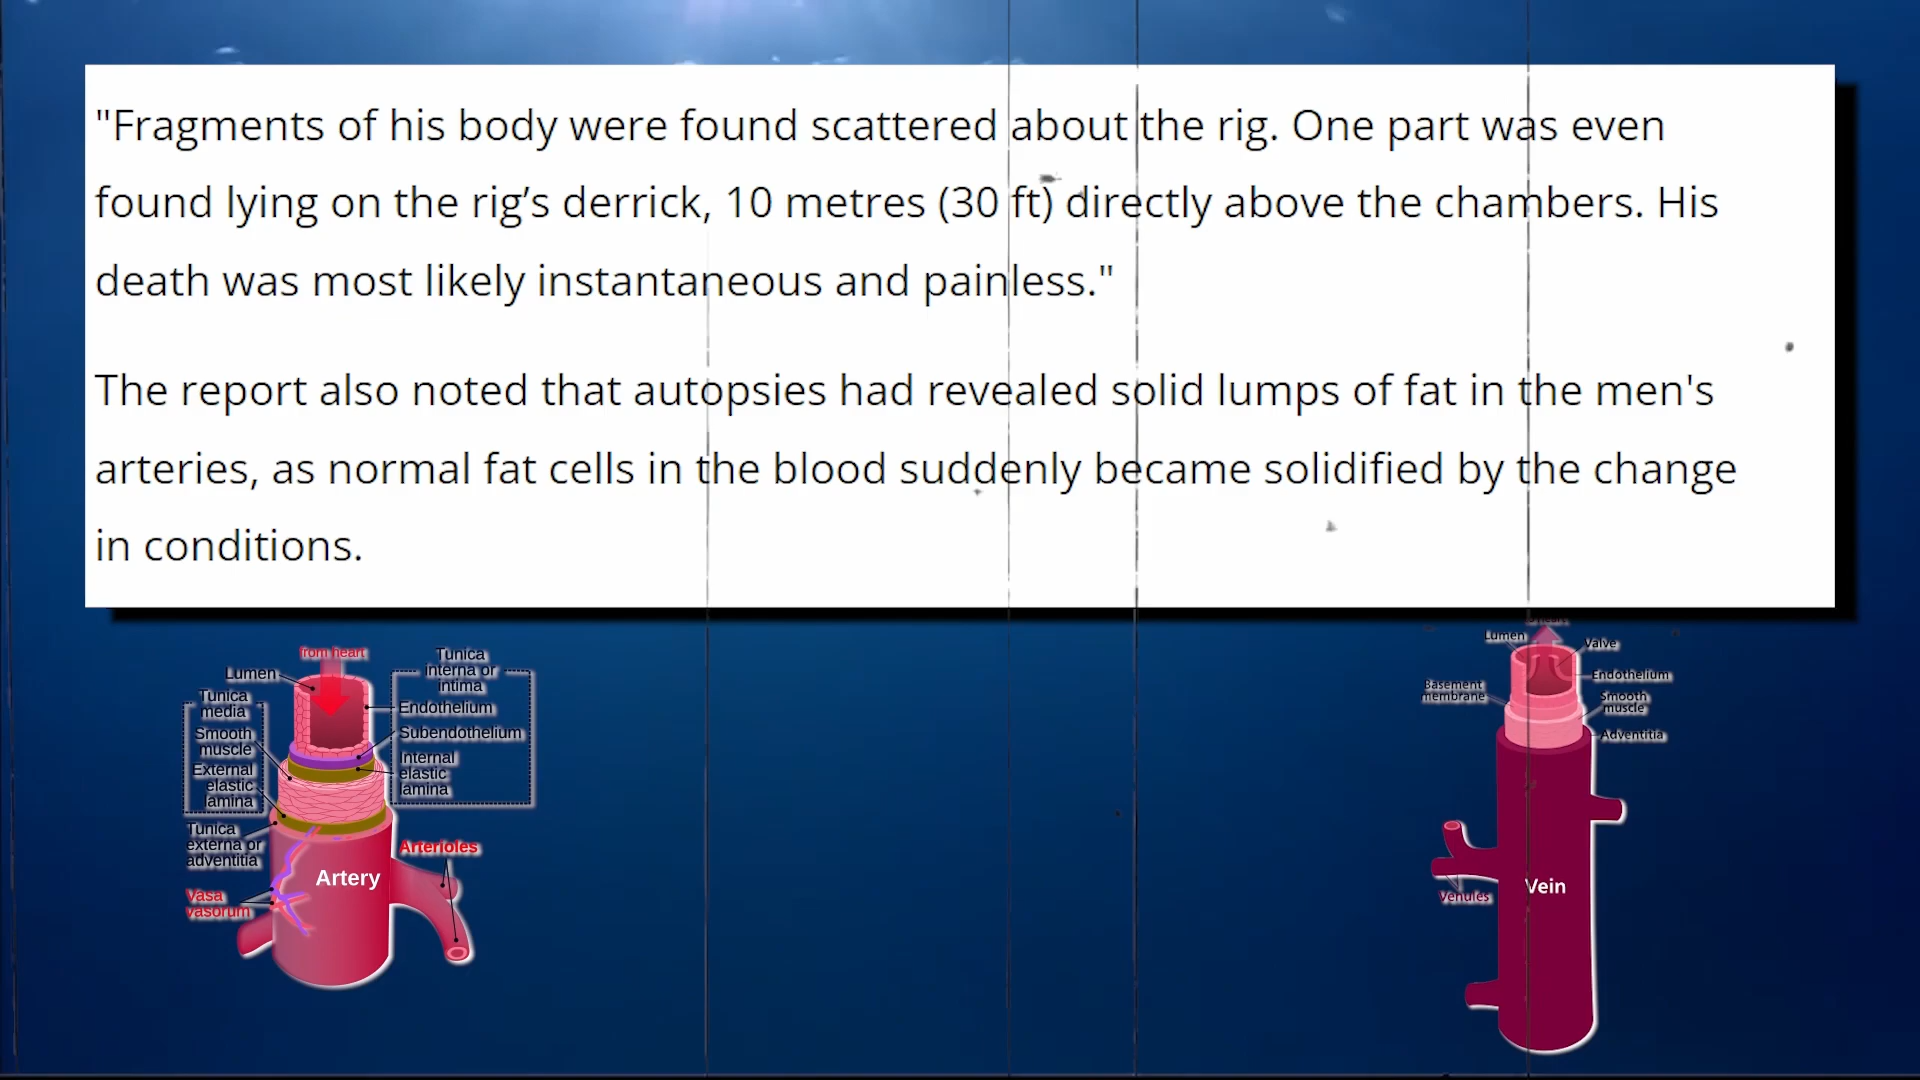 "Fragments of his body were found scattered about the rig. One part was even
found lying on the rig’s derrick, 10 metres (30 ft) directly above the chambers. His
death was most likely instantaneous and painless."
The report also noted that autopsies had revealed solid lumps of fat in the men's
arteries, as normal fat cells in the blood suddenly became solidified by the change
in conditions.
from heart
Lumen
Tunica
media
Smooth
muscle
External
elastic
lamina
Tunica
externa or
adventitia
Vasa
vasorum
Tunica
interna or
intima
Endothelium
Subendothelium
Internal
elastic
lamina
Arterioles
Artery
Lumen
Valve
Endothelium
Basement
membrane
Smooth
muscle
Adventitia
Venules
Vein